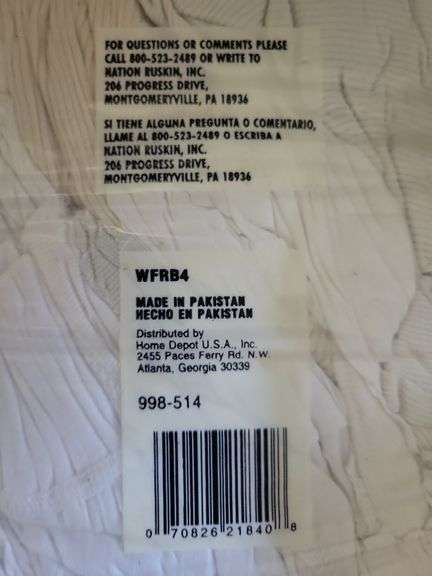 FOR QUESTIONS OR COMMENTS PLEASE
CALL 800-523-2489 OR WRITE TO
NATION RUSKIN, INC.
206 PROGRESS DRIVE,
MONTGOMERYVILLE, PA 18936
SI TIENE ALGUNA PREGUNTA O COMENTARIO,
LLAME AL 800-523-2489 O ESCRIBA A
NATION RUSKIN, INC.
206 PROGRESS DRIVE,
MONTGOMERYVILLE, PA 18936
WFRB4
MADE IN PAKISTAN
HECHO EN PAKISTAN
Distributed by
Home Depot U.S.A., Inc.
2455 Paces Ferry Rd. N.W.
Atlanta, Georgia 30339
998-514
0 70826 21840 8